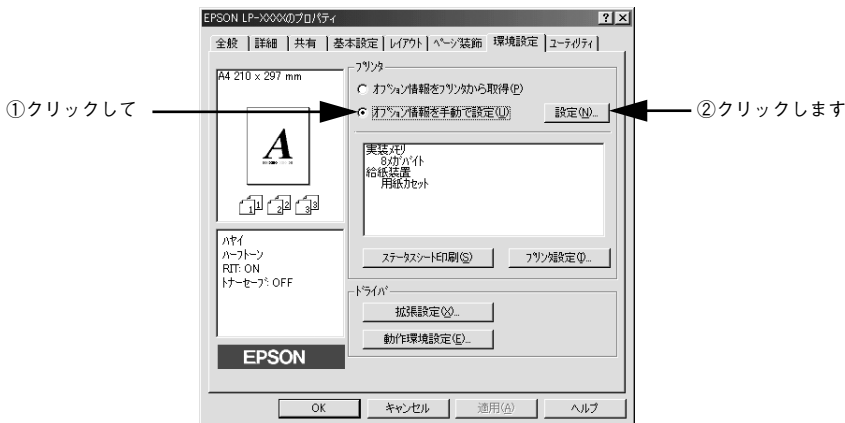 EPSON LP-XXXXのプロパティ
全般 詳細 共有 基本設定 レイアウト ページ装飾 環境設定 ユーティリティ
A4 210 x 297 mm
プリンタ
オプション情報をプリンタから取得(P)
①クリックして
オプション情報を手動で設定(U)
設定(N)...
②クリックします
A
1 1 2 2 3 3
実装メモリ
8メガバイト
給紙装置
用紙カセット
ステータスシート印刷(S)
プリンタ設定(I)...
ハヤイ
ハーフトーン
RIT: ON
トナーセーブ: OFF
EPSON
ドライバ
拡張設定(X)...
動作環境設定(E)...
OK
キャンセル
適用(A)
ヘルプ